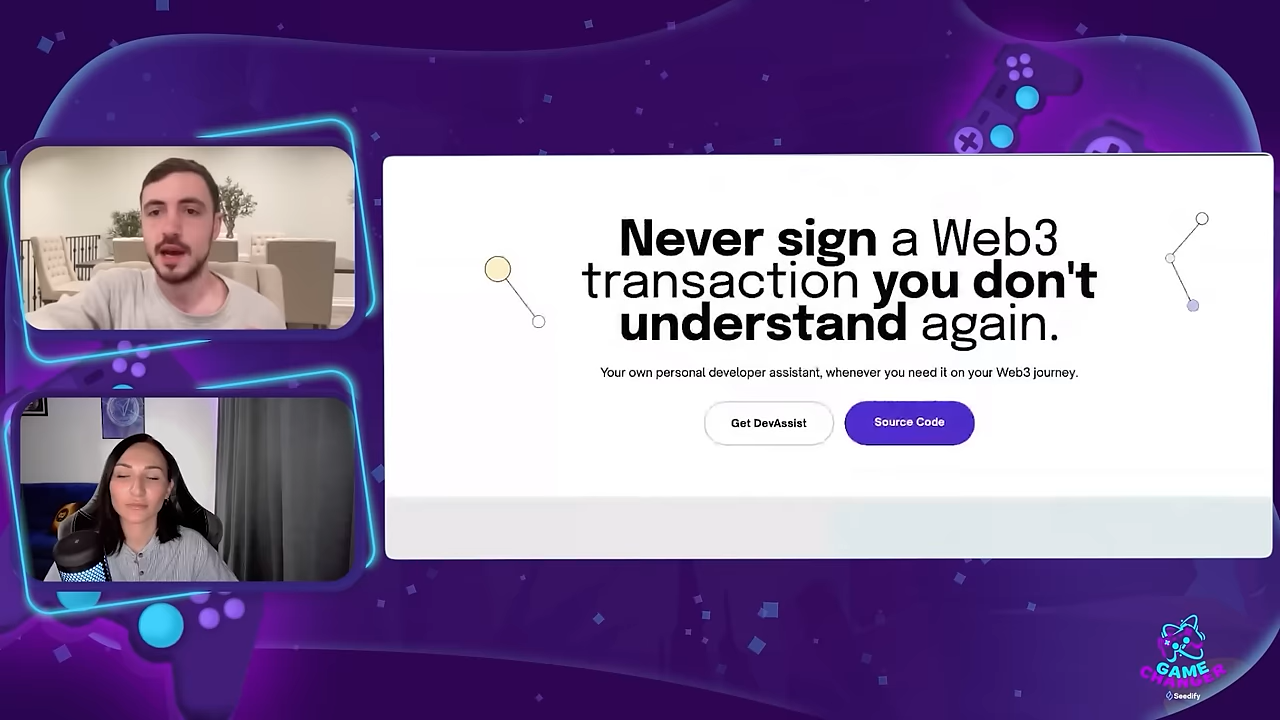 Never sign a Web3
transaction you don't
understand again.
Your own personal developer assistant, whenever you need it on your Web3 journey.
Get DevAssist
Source Code
GAME
CHANGER
Seedify